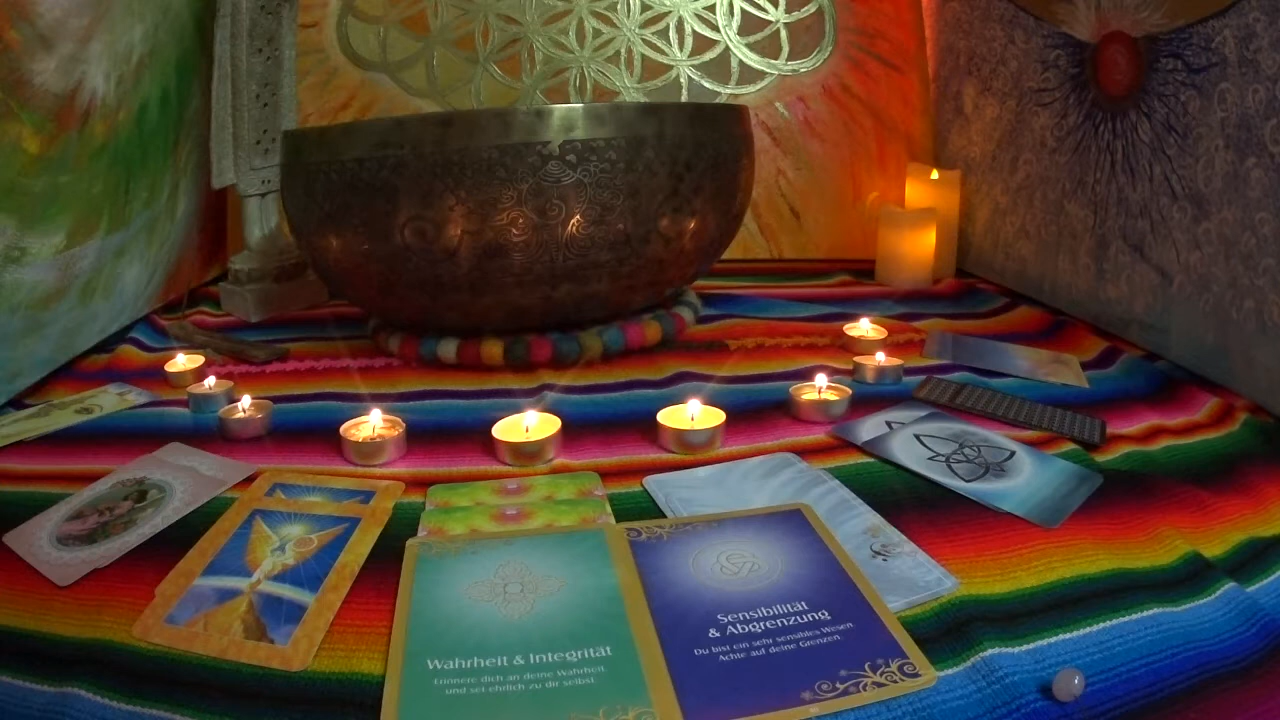 Wahrheit & Integrität
Erinnere dich an deine Wahrheit
und sei ehrlich zu dir selbst.
Sensibilität
& Abgrenzung
Du bist ein sehr sensibles Wesen.
Achte auf deine Grenzen.